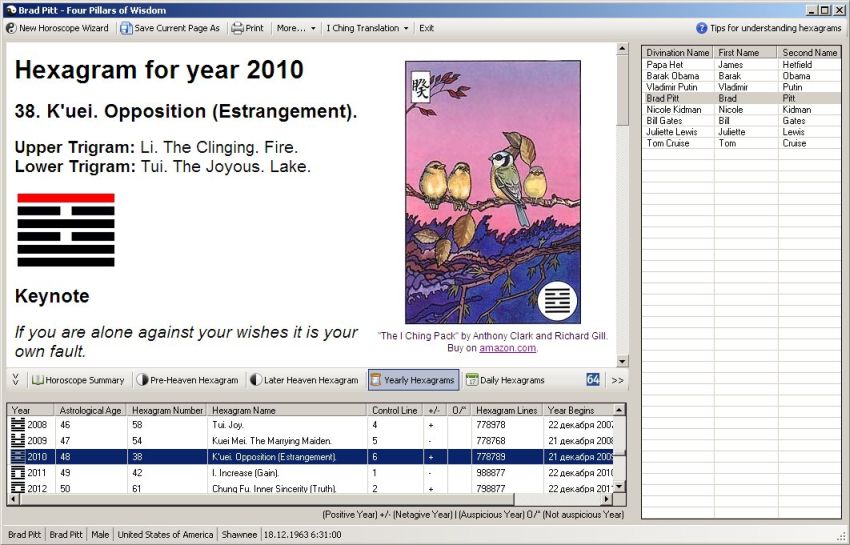 Brad Pitt - Four Pillars of Wisdom
New Horoscope Wizard Save Current Page As Print More... I Ching Translation Exit Tips for understanding hexagrams
Hexagram for year 2010
38. K'uei. Opposition (Estrangement).
Upper Trigram: Li. The Clinging. Fire.
Lower Trigram: Tui. The Joyous. Lake.
Keynote
If you are alone against your wishes it is your
own fault.
睽
"The I Ching Pack" by Anthony Clark and Richard Gill.
Buy on amazon.com.
Divination Name First Name Second Name
Papa Het James Hetfield
Barak Obama Barak Obama
Vladimir Putin Vladimir Putin
Brad Pitt Brad Pitt
Nicole Kidman Nicole Kidman
Bill Gates Bill Gates
Juliette Lewis Juliette Lewis
Tom Cruise Tom Cruise
Horoscope Summary Pre-Heaven Hexagram Later Heaven Hexagram Yearly Hexagrams Daily Hexagrams 64 >>
Year Astrological Age Hexagram Number Hexagram Name Control Line +/- O/* Hexagram Lines Year Begins
2008 46 58 Tui. Joy. 4 + 778978 22 декабря 2007
2009 47 54 Kuei Mei. The Marrying Maiden. 5 - 778768 21 декабря 2008
2010 48 38 K'uei. Opposition (Estrangement). 6 + 778789 21 декабря 2009
2011 49 42 I. Increase (Gain). 1 - 988877 22 декабря 2010
2012 50 61 Chung Fu. Inner Sincerity (Truth). 2 + 798877 22 декабря 2011
(Positive Year) +/- (Netagive Year) | (Auspicious Year) O/* (Not auspicious Year)
Brad Pitt Brad Pitt Male United States of America Shawnee 18.12.1963 6:31:00